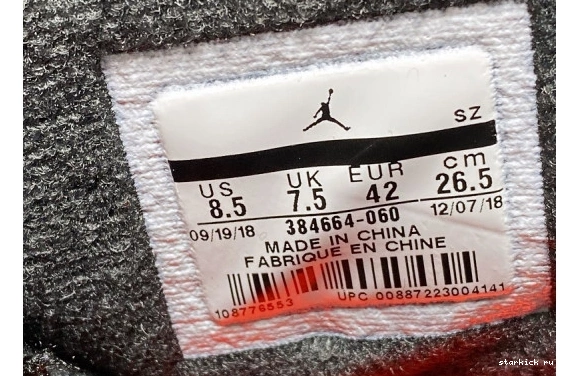 SZ
US UK EUR cm
8.5 7.5 42 26.5
09/19/18 384664-060 12/07/18
MADE IN CHINA
FABRIQUE EN CHINE
108776553 UPC 00887223004141
starkick ru